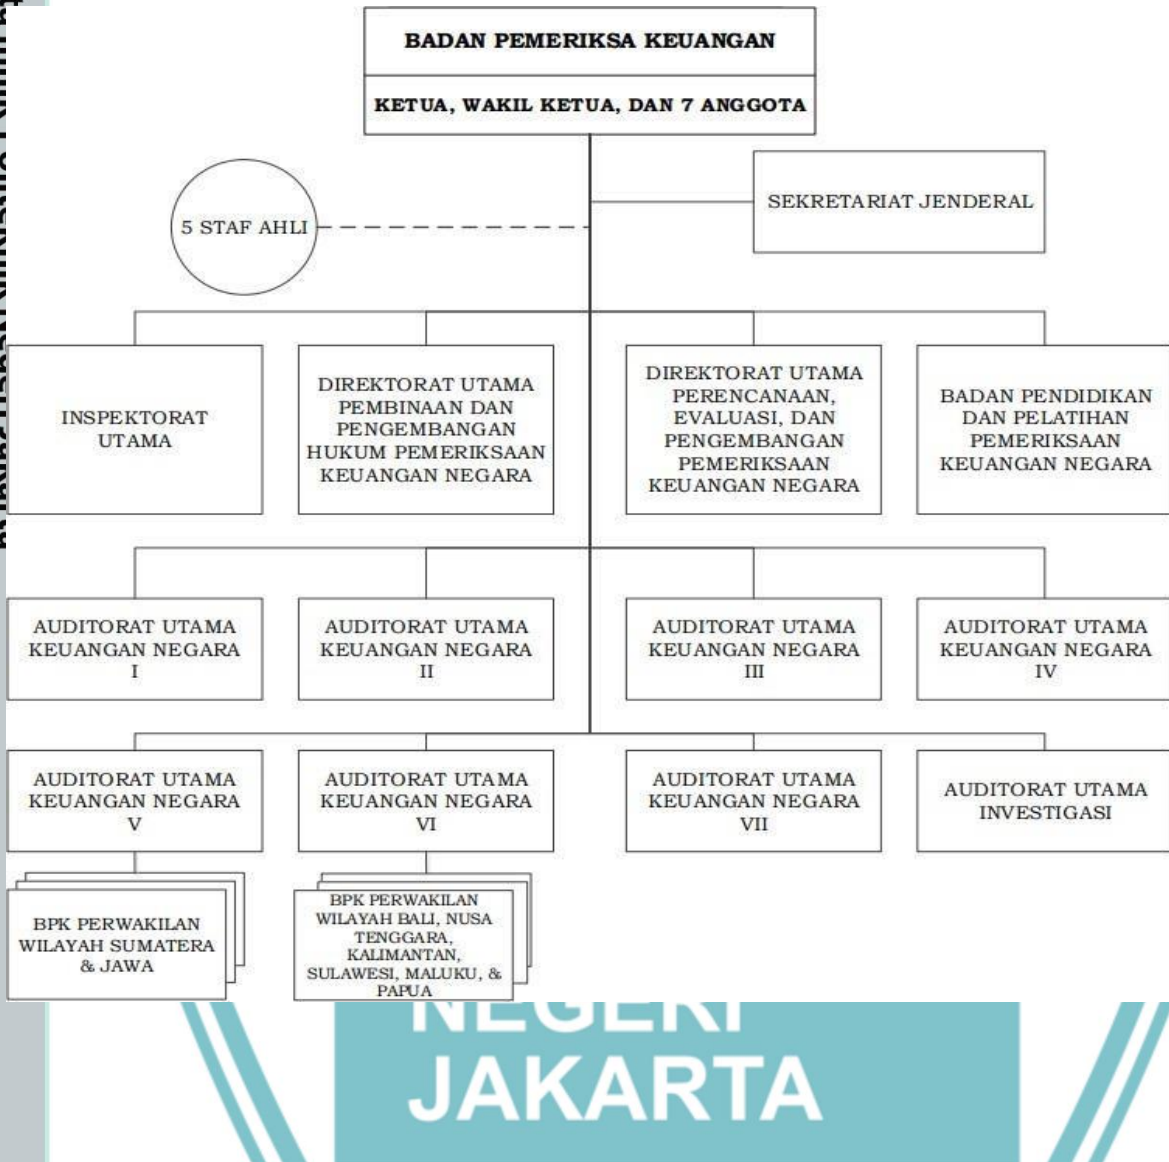 BADAN PEMERIKSA KEUANGAN
KETUA, WAKIL KETUA, DAN 7 ANGGOTA
5 STAF AHLI
SEKRETARIAT JENDERAL
INSPEKTORAT
UTAMA
DIREKTORAT UTAMA
PEMBINAAN DAN
PENGEMBANGAN
HUKUM PEMERIKSAAN
KEUANGAN NEGARA
DIREKTORAT UTAMA
PERENCANAAN,
EVALUASI, DAN
PENGEMBANGAN
PEMERIKSAAN
KEUANGAN NEGARA
BADAN PENDIDIKAN
DAN PELATIHAN
PEMERIKSAAN
KEUANGAN NEGARA
AUDITORAT UTAMA
KEUANGAN NEGARA
I
AUDITORAT UTAMA
KEUANGAN NEGARA
II
AUDITORAT UTAMA
KEUANGAN NEGARA
III
AUDITORAT UTAMA
KEUANGAN NEGARA
IV
AUDITORAT UTAMA
KEUANGAN NEGARA
V
AUDITORAT UTAMA
KEUANGAN NEGARA
VI
AUDITORAT UTAMA
KEUANGAN NEGARA
VII
AUDITORAT UTAMA
INVESTIGASI
BPK PERWAKILAN
WILAYAH SUMATERA
& JAWA
BPK PERWAKILAN
WILAYAH BALI, NUSA
TENGGARA,
KALIMANTAN,
SULAWESI, MALUKU, &
PAPUA
NEGERI
JAKARTA